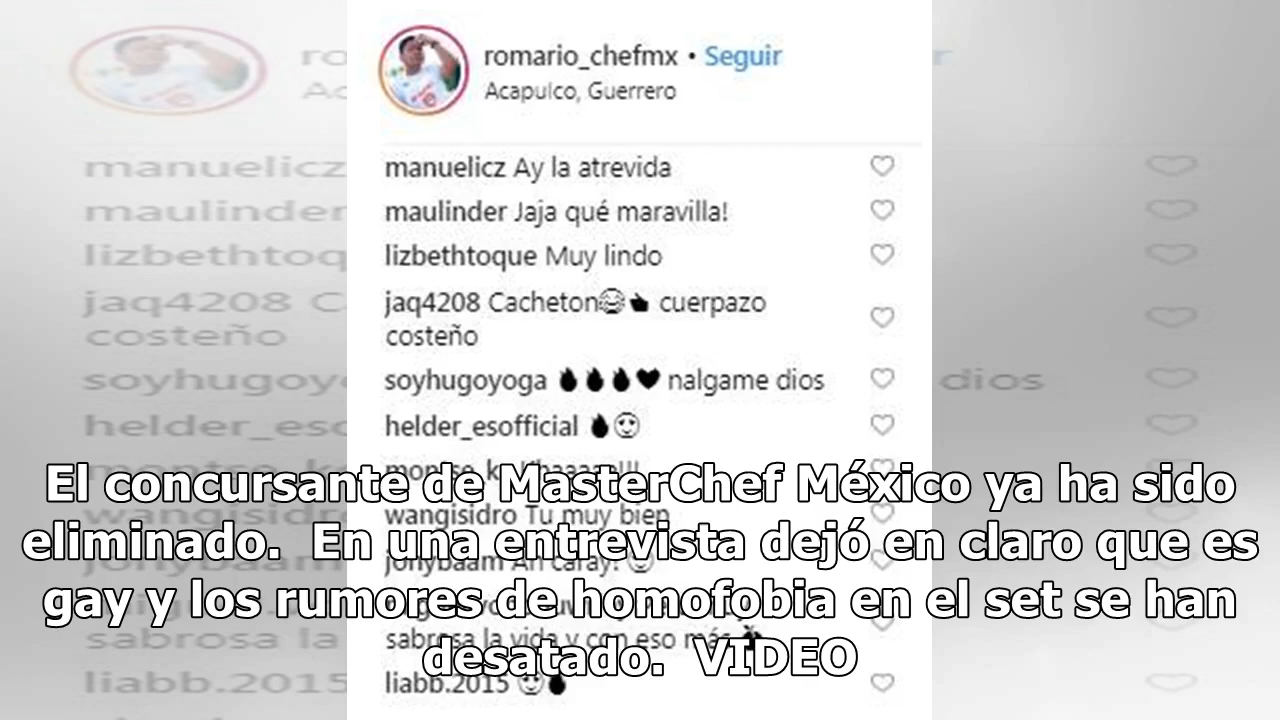 romario_chefmx • Seguir
Acapulco, Guerrero
manuelicz Ay la atrevida
maulinder Jaja qué maravilla!
lizbethtoque Muy lindo
jaq4208 Cacheton😂👍 cuerpazo
costeño
soyhugoyoga 🔥🔥🔥♥ nalgame dios
helder_esofficial 🔥😍
El concursante de MasterChef México ya ha sido
wangisidro Tu muy bien
eliminado. En una entrevista dejó en claro que es
jonybaam Ah caray!
gay y los rumores de homofobia en el set se han
sabrosa la vida y con eso más
desatado. VIDEO
liabb.2015 😍🔥